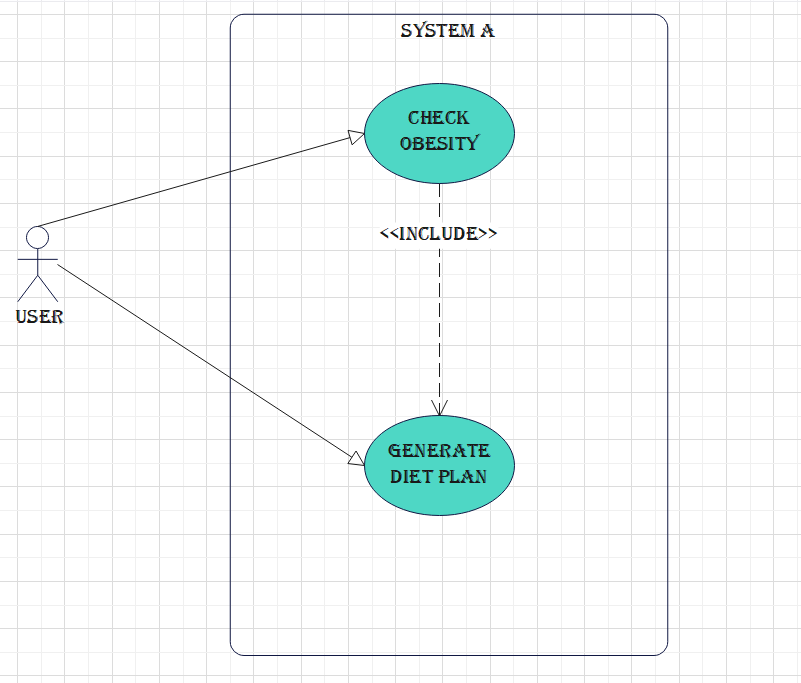 SYSTEM A
CHECK
OBESITY
<<INCLUDE>>
USER
GENERATE
DIET PLAN